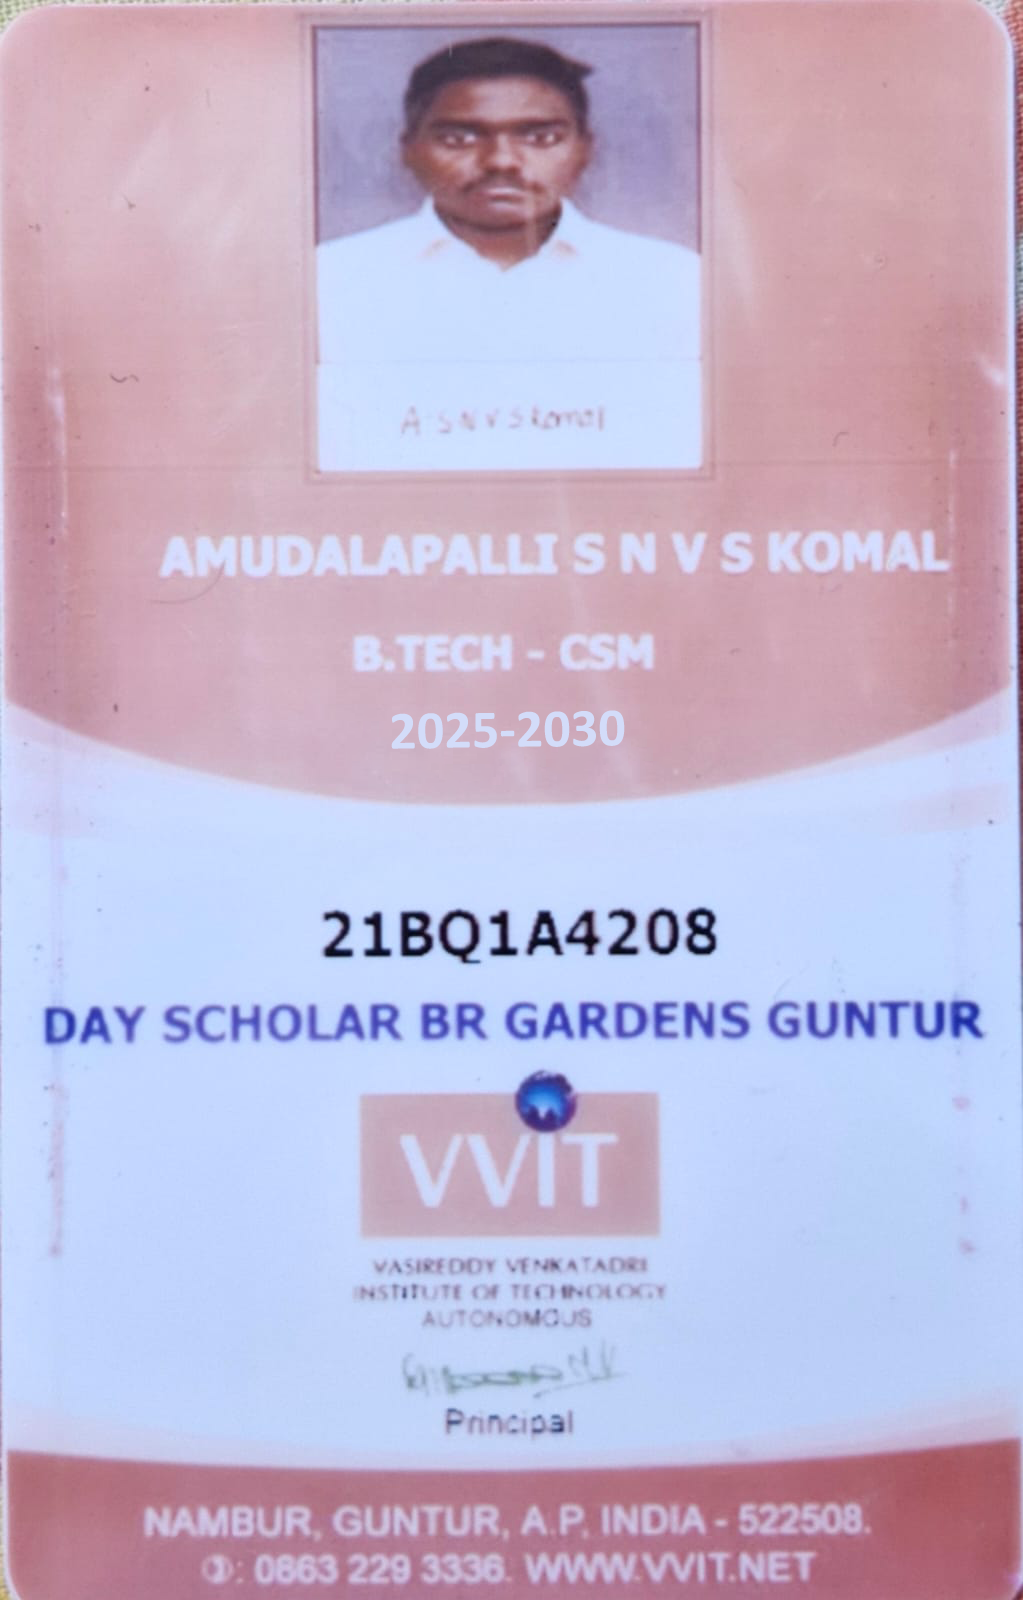 A S N V S Komal
AMUDALAPALLI S N V S KOMAL
B.TECH - CSM
2025-2030
21BQ1A4208
DAY SCHOLAR BR GARDENS GUNTUR
VVIT
VASIREDDY VENKATADRI
INSTITUTE OF TECHNOLOGY
AUTONOMOUS
Principal
NAMBUR, GUNTUR, A.P, INDIA - 522508.
: 0863 229 3336. WWW.VVIT.NET